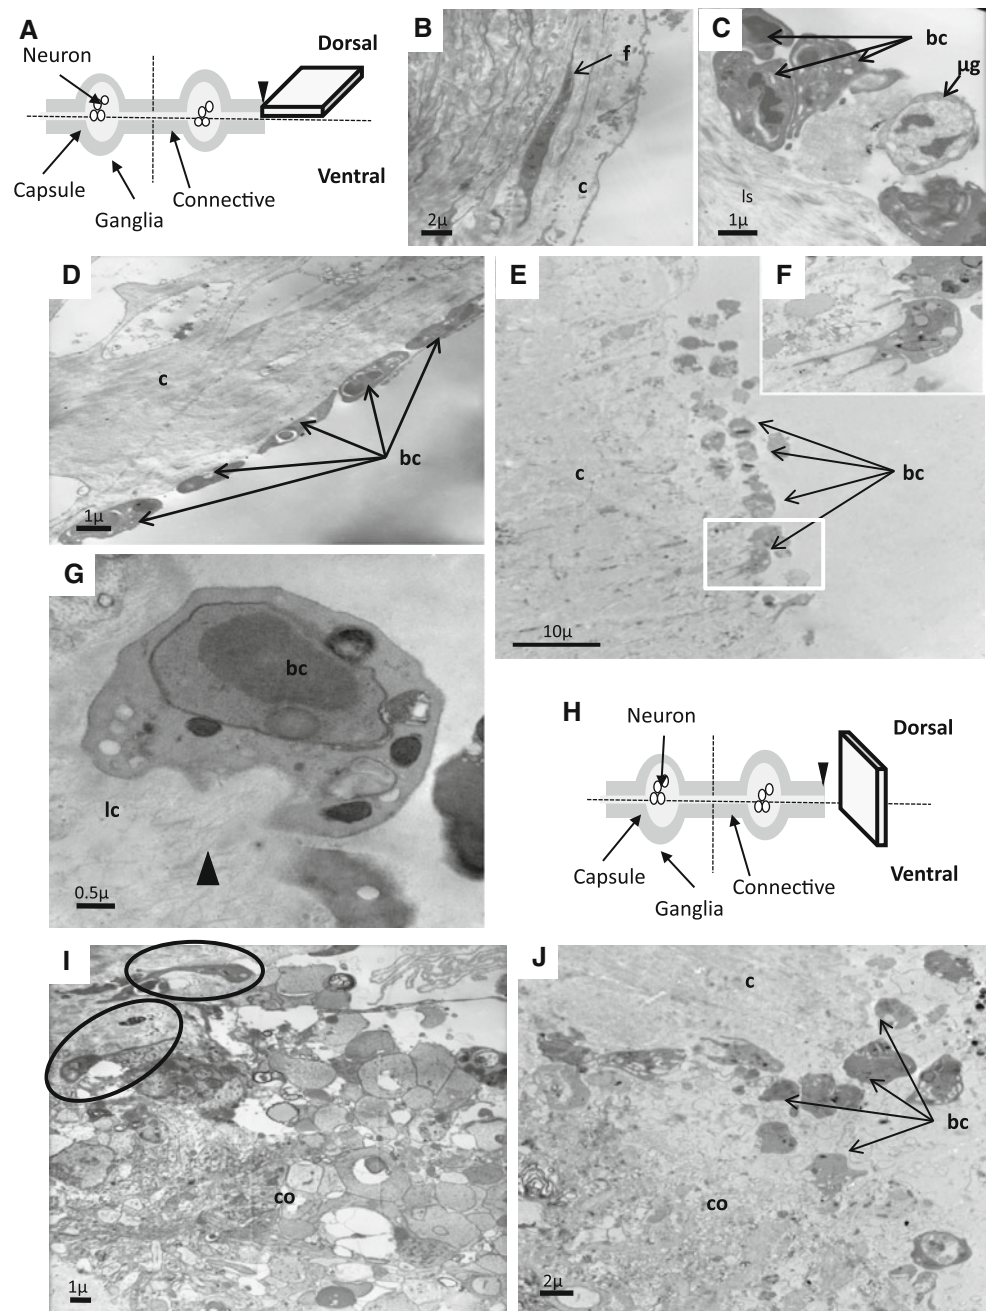 A
Neuron
Dorsal
Capsule
Ganglia
Connective
Ventral
B
f
c
2µ
C
bc
µg
ls
1µ
D
c
bc
1µ
E
F
c
bc
10µ
G
bc
lc
0.5µ
H
Neuron
Dorsal
Capsule
Ganglia
Connective
Ventral
I
co
1µ
J
c
bc
co
2µ